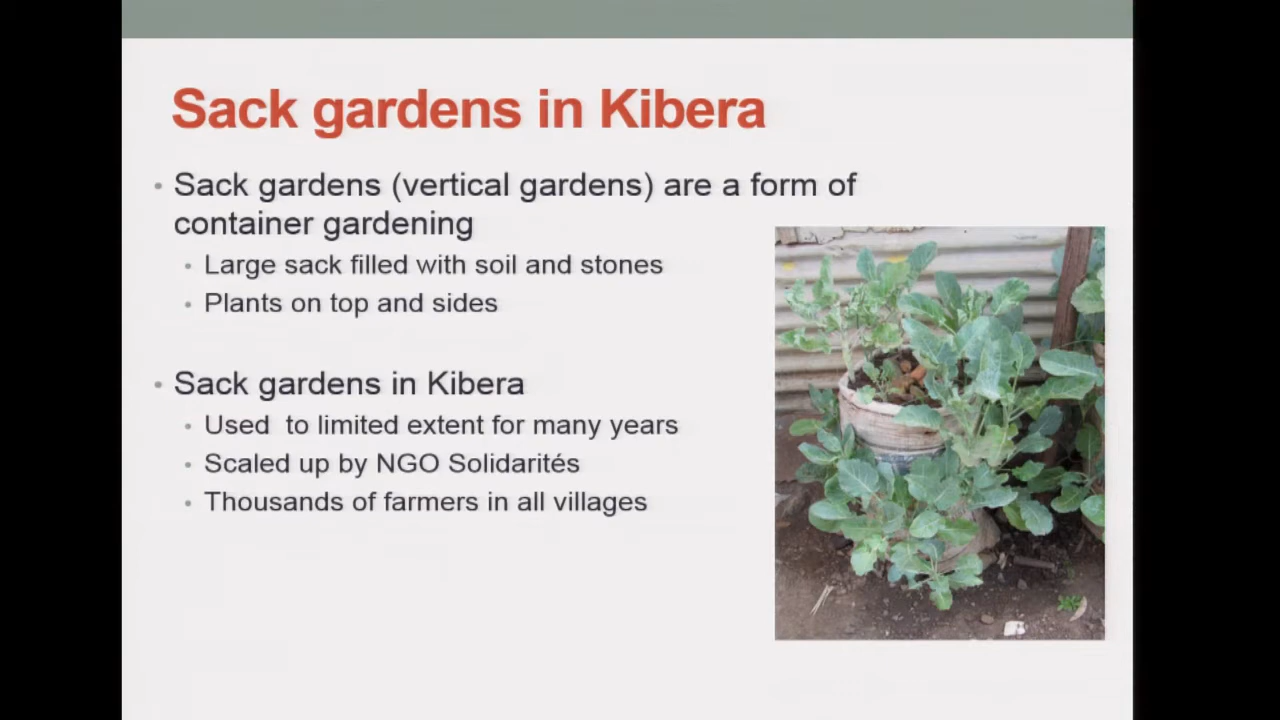 Sack gardens in Kibera
• Sack gardens (vertical gardens) are a form of
container gardening
• Large sack filled with soil and stones
• Plants on top and sides
• Sack gardens in Kibera
• Used  to limited extent for many years
• Scaled up by NGO Solidarités
• Thousands of farmers in all villages